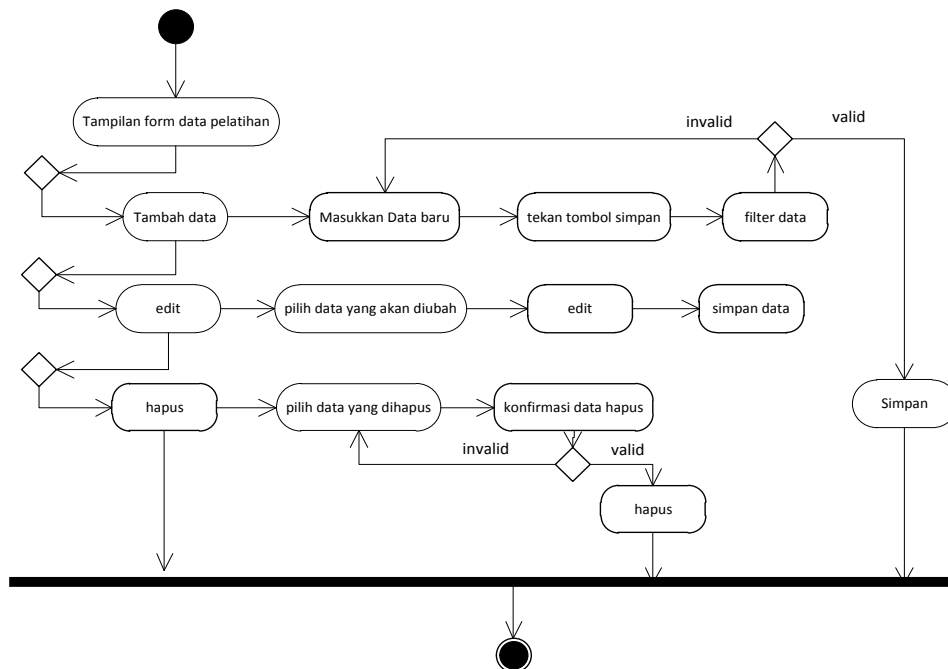 Tampilan form data pelatihan
invalid
valid
Tambah data
Masukkan Data baru
tekan tombol simpan
filter data
edit
pilih data yang akan diubah
edit
simpan data
hapus
pilih data yang dihapus
konfirmasi data hapus
Simpan
invalid
valid
hapus